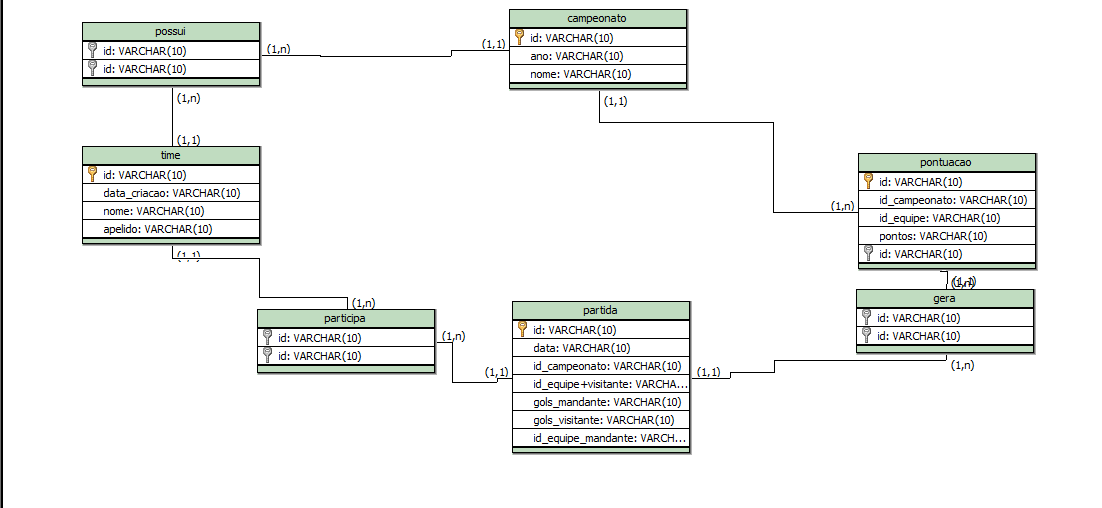 possui
id: VARCHAR(10)
id: VARCHAR(10)
(1,n)
(1,1)
campeonato
id: VARCHAR(10)
ano: VARCHAR(10)
nome: VARCHAR(10)
(1,n)
(1,1)
(1,1)
time
id: VARCHAR(10)
data_criacao: VARCHAR(10)
nome: VARCHAR(10)
apelido: VARCHAR(10)
(1,1)
(1,n)
pontuacao
id: VARCHAR(10)
id_campeonato: VARCHAR(10)
id_equipe: VARCHAR(10)
pontos: VARCHAR(10)
id: VARCHAR(10)
(1,n)
participa
id: VARCHAR(10)
id: VARCHAR(10)
(1,n)
(1,1)
partida
id: VARCHAR(10)
data: VARCHAR(10)
id_campeonato: VARCHAR(10)
id_equipe+visitante: VARCHA...
gols_mandante: VARCHAR(10)
gols_visitante: VARCHAR(10)
id_equipe_mandante: VARCH...
(1,1)
gera
id: VARCHAR(10)
id: VARCHAR(10)
(1,n)